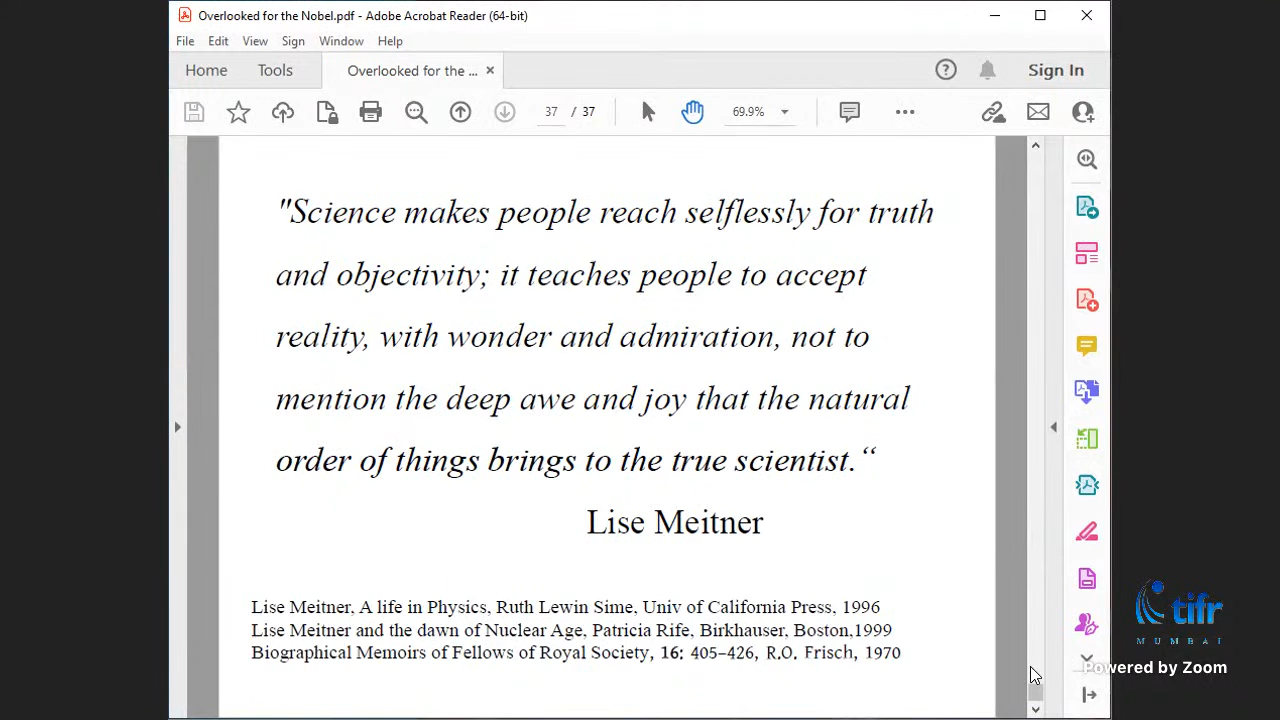 Overlooked for the Nobel.pdf - Adobe Acrobat Reader (64-bit)
File Edit View Sign Window Help
Home Tools Overlooked for the ... × Sign In
37 / 37 69.9%
"Science makes people reach selflessly for truth
and objectivity; it teaches people to accept
reality, with wonder and admiration, not to
mention the deep awe and joy that the natural
order of things brings to the true scientist.“
Lise Meitner
Lise Meitner, A life in Physics, Ruth Lewin Sime, Univ of California Press, 1996
Lise Meitner and the dawn of Nuclear Age, Patricia Rife, Birkhauser, Boston,1999
Biographical Memoirs of Fellows of Royal Society, 16: 405–426, R.O. Frisch, 1970
tifr
MUMBAI
Powered by Zoom